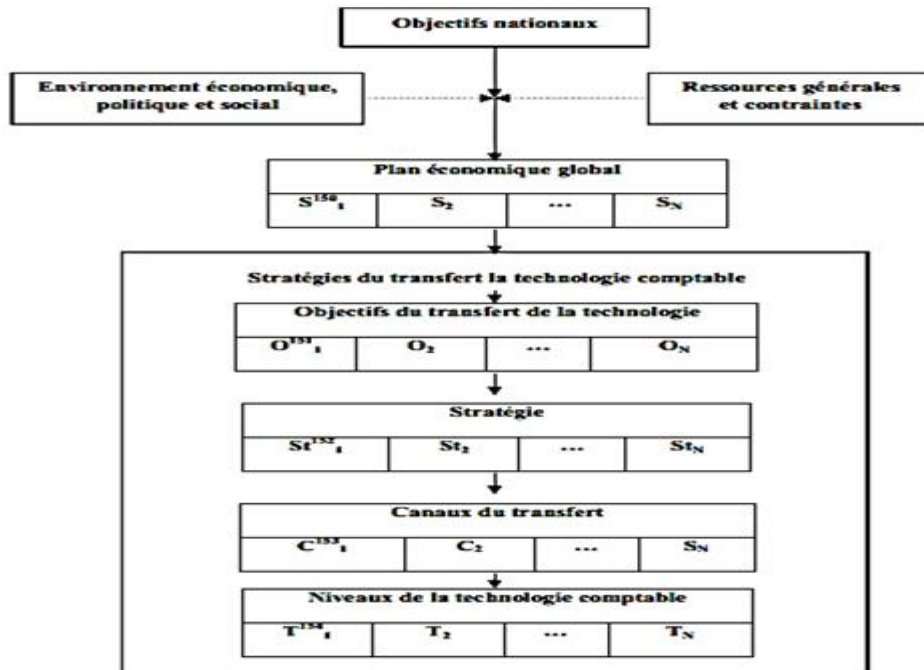 Objectifs nationaux
Environnement économique,
politique et social
Ressources générales
et contraintes
Plan économique global
S¹⁵⁰₁ S₂ ... S_N
Stratégies du transfert la technologie comptable
Objectifs du transfert de la technologie
O¹⁵¹₁ O₂ ... O_N
Stratégie
St¹⁵²₁ St₂ ... St_N
Canaux du transfert
C¹⁵³₁ C₂ ... S_N
Niveaux de la technologie comptable
T¹⁵⁴₁ T₂ ... T_N